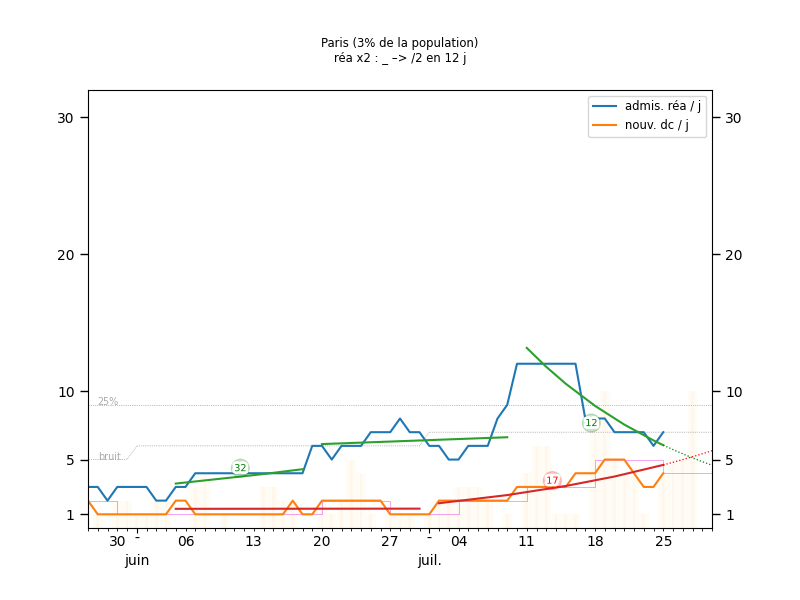 Paris (3% de la population)
réa x2 : _ –> /2 en 12 j
admis. réa / j
nouv. dc / j
30
20
10
5
1
30
20
10
5
1
25%
bruit
32
12
17
30 - 06 13 20 27 - 04 11 18 25
juin juil.